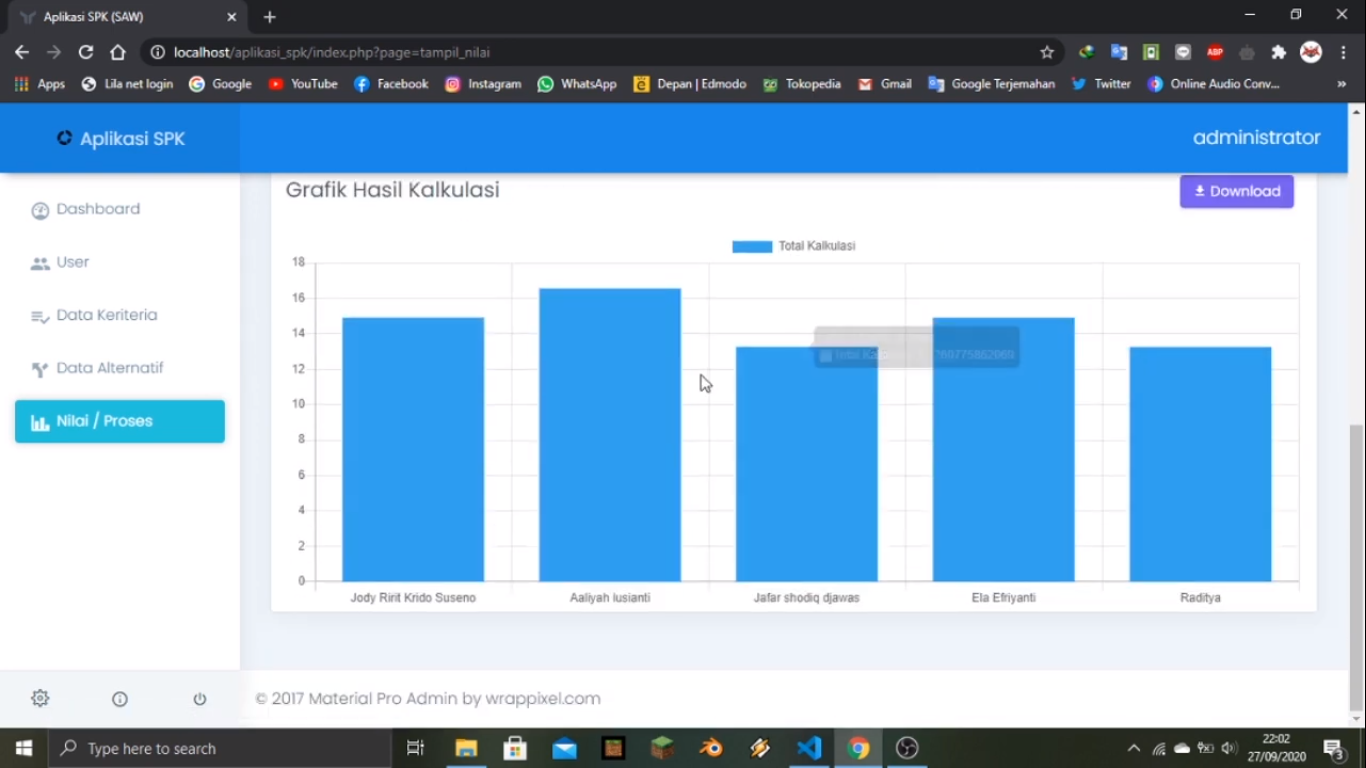 Aplikasi SPK (SAW)
localhost/aplikasi_spk/index.php?page=tampil_nilai
ABP
Apps Lila net login Google YouTube Facebook Instagram WhatsApp Depan | Edmodo Tokopedia Gmail Google Terjemahan Twitter Online Audio Conv... »
Aplikasi SPK
administrator
Dashboard
User
Data Keriteria
Data Alternatif
Nilai / Proses
Grafik Hasil Kalkulasi
Download
Total Kalkulasi
18
16
14
12
10
8
6
4
2
0
Jody Ririt Krido Suseno Aaliyah iusianti Jafar shodiq djawas Ela Efriyanti Raditya
© 2017 Material Pro Admin by wrappixel.com
Type here to search
22:02
27/09/2020
3